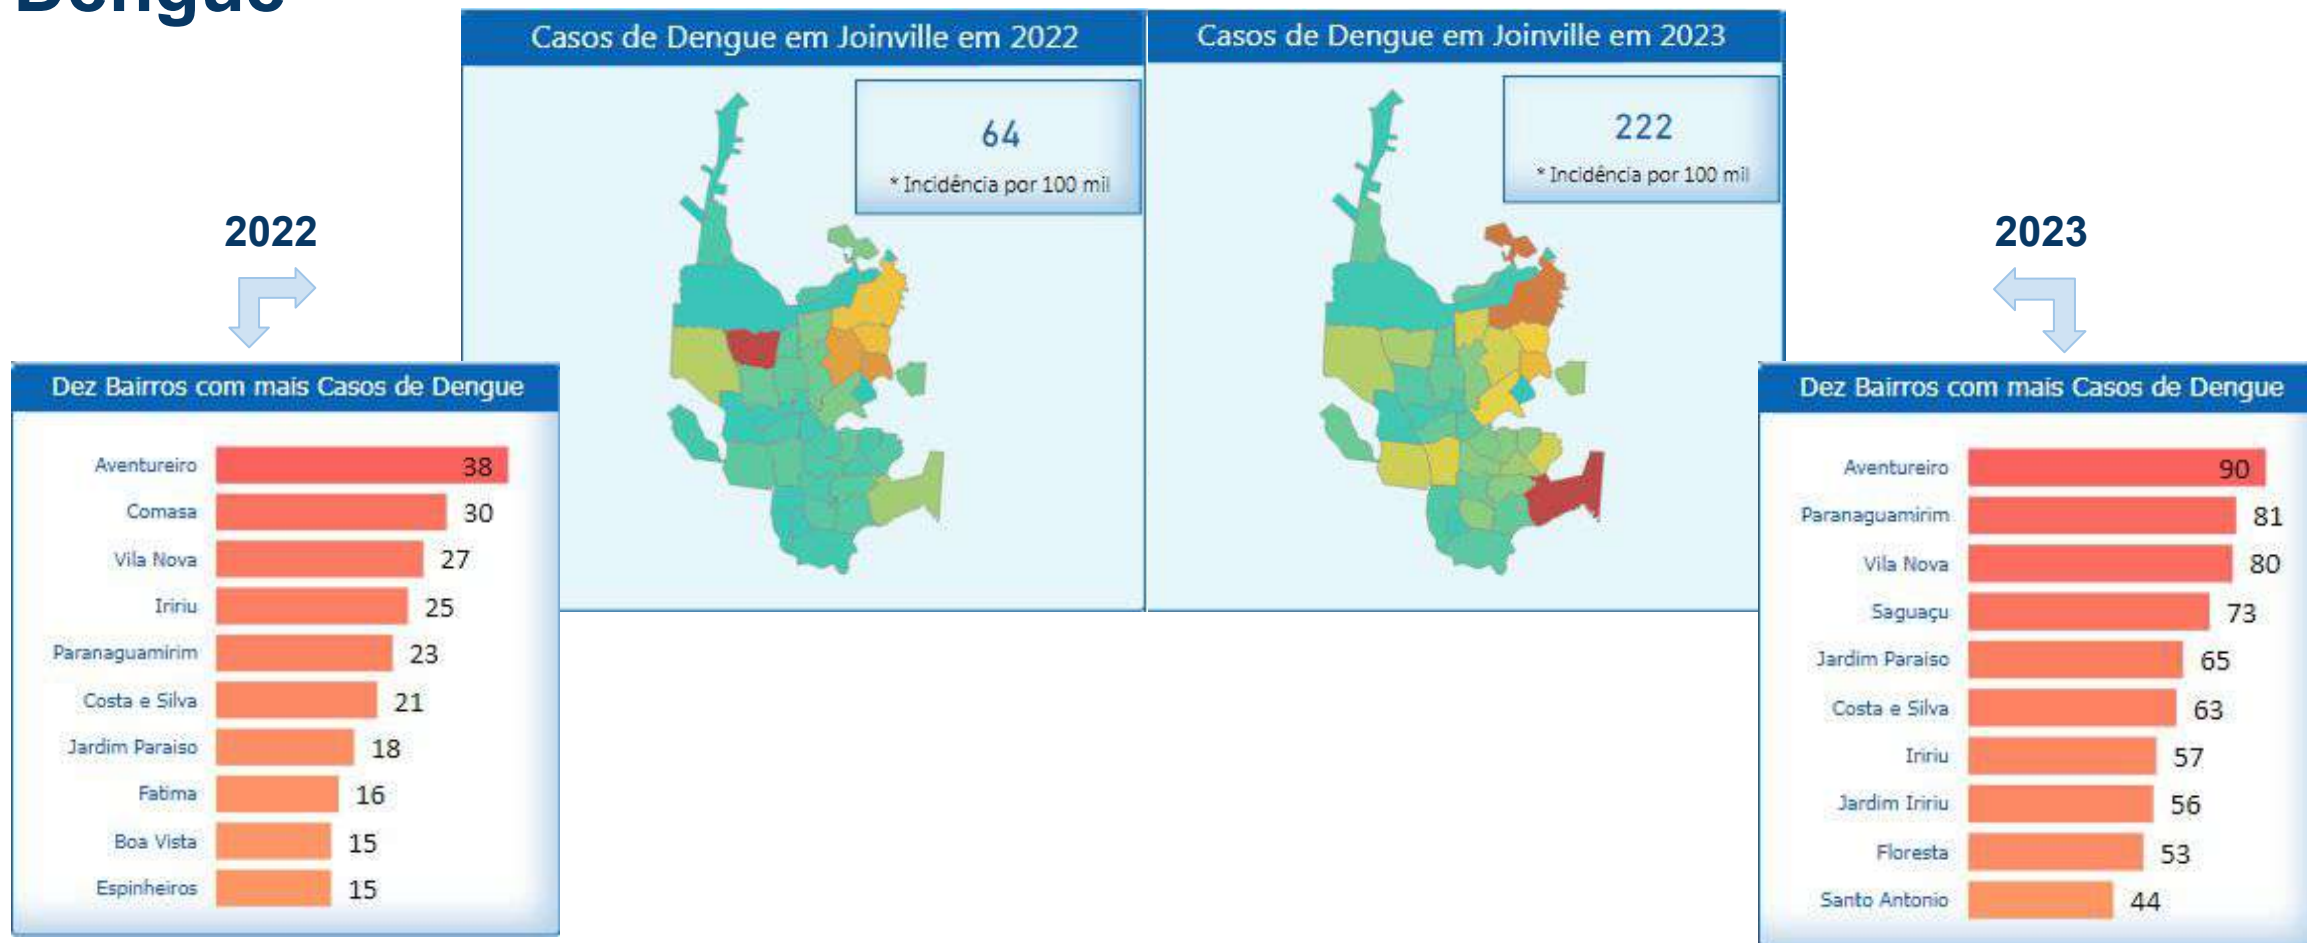 Dengue
Casos de Dengue em Joinville em 2022
64
* Incidência por 100 mil
Casos de Dengue em Joinville em 2023
222
* Incidência por 100 mil
2022
2023
Dez Bairros com mais Casos de Dengue
Aventureiro 38
Comasa 30
Vila Nova 27
Iririu 25
Paranaguamirim 23
Costa e Silva 21
Jardim Paraiso 18
Fatima 16
Boa Vista 15
Espinheiros 15
Dez Bairros com mais Casos de Dengue
Aventureiro 90
Paranaguamirim 81
Vila Nova 80
Saguaçu 73
Jardim Paraiso 65
Costa e Silva 63
Iririu 57
Jardim Iririu 56
Floresta 53
Santo Antonio 44